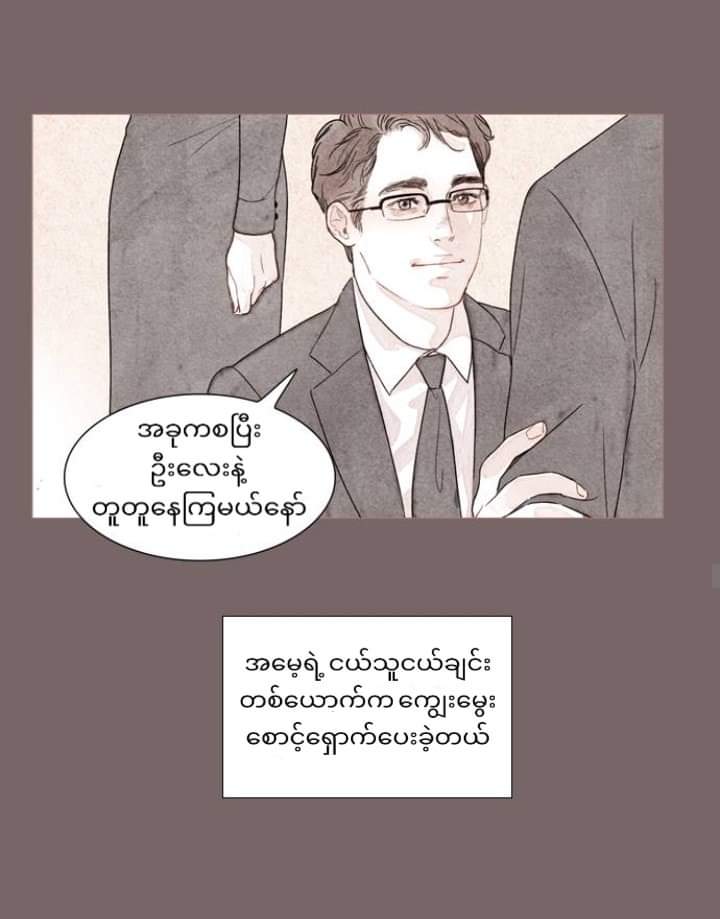 အခုကစပြီး
ဦးလေးနဲ့
တူတူနေကြမယ်နော်
အမေ့ရဲ့ ငယ်သူငယ်ချင်း
တစ်ယောက်က ကျွေးမွေး
စောင့်ရှောက်ပေးခဲ့တယ်